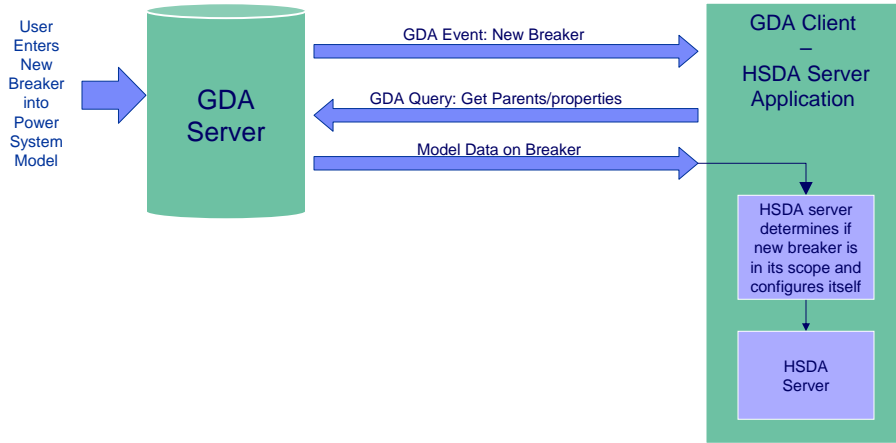 User
Enters
New
Breaker
into
Power
System
Model
GDA
Server
GDA Event: New Breaker
GDA Query: Get Parents/properties
Model Data on Breaker
GDA Client
–
HSDA Server
Application
HSDA server
determines if
new breaker is
in its scope and
configures itself
HSDA
Server